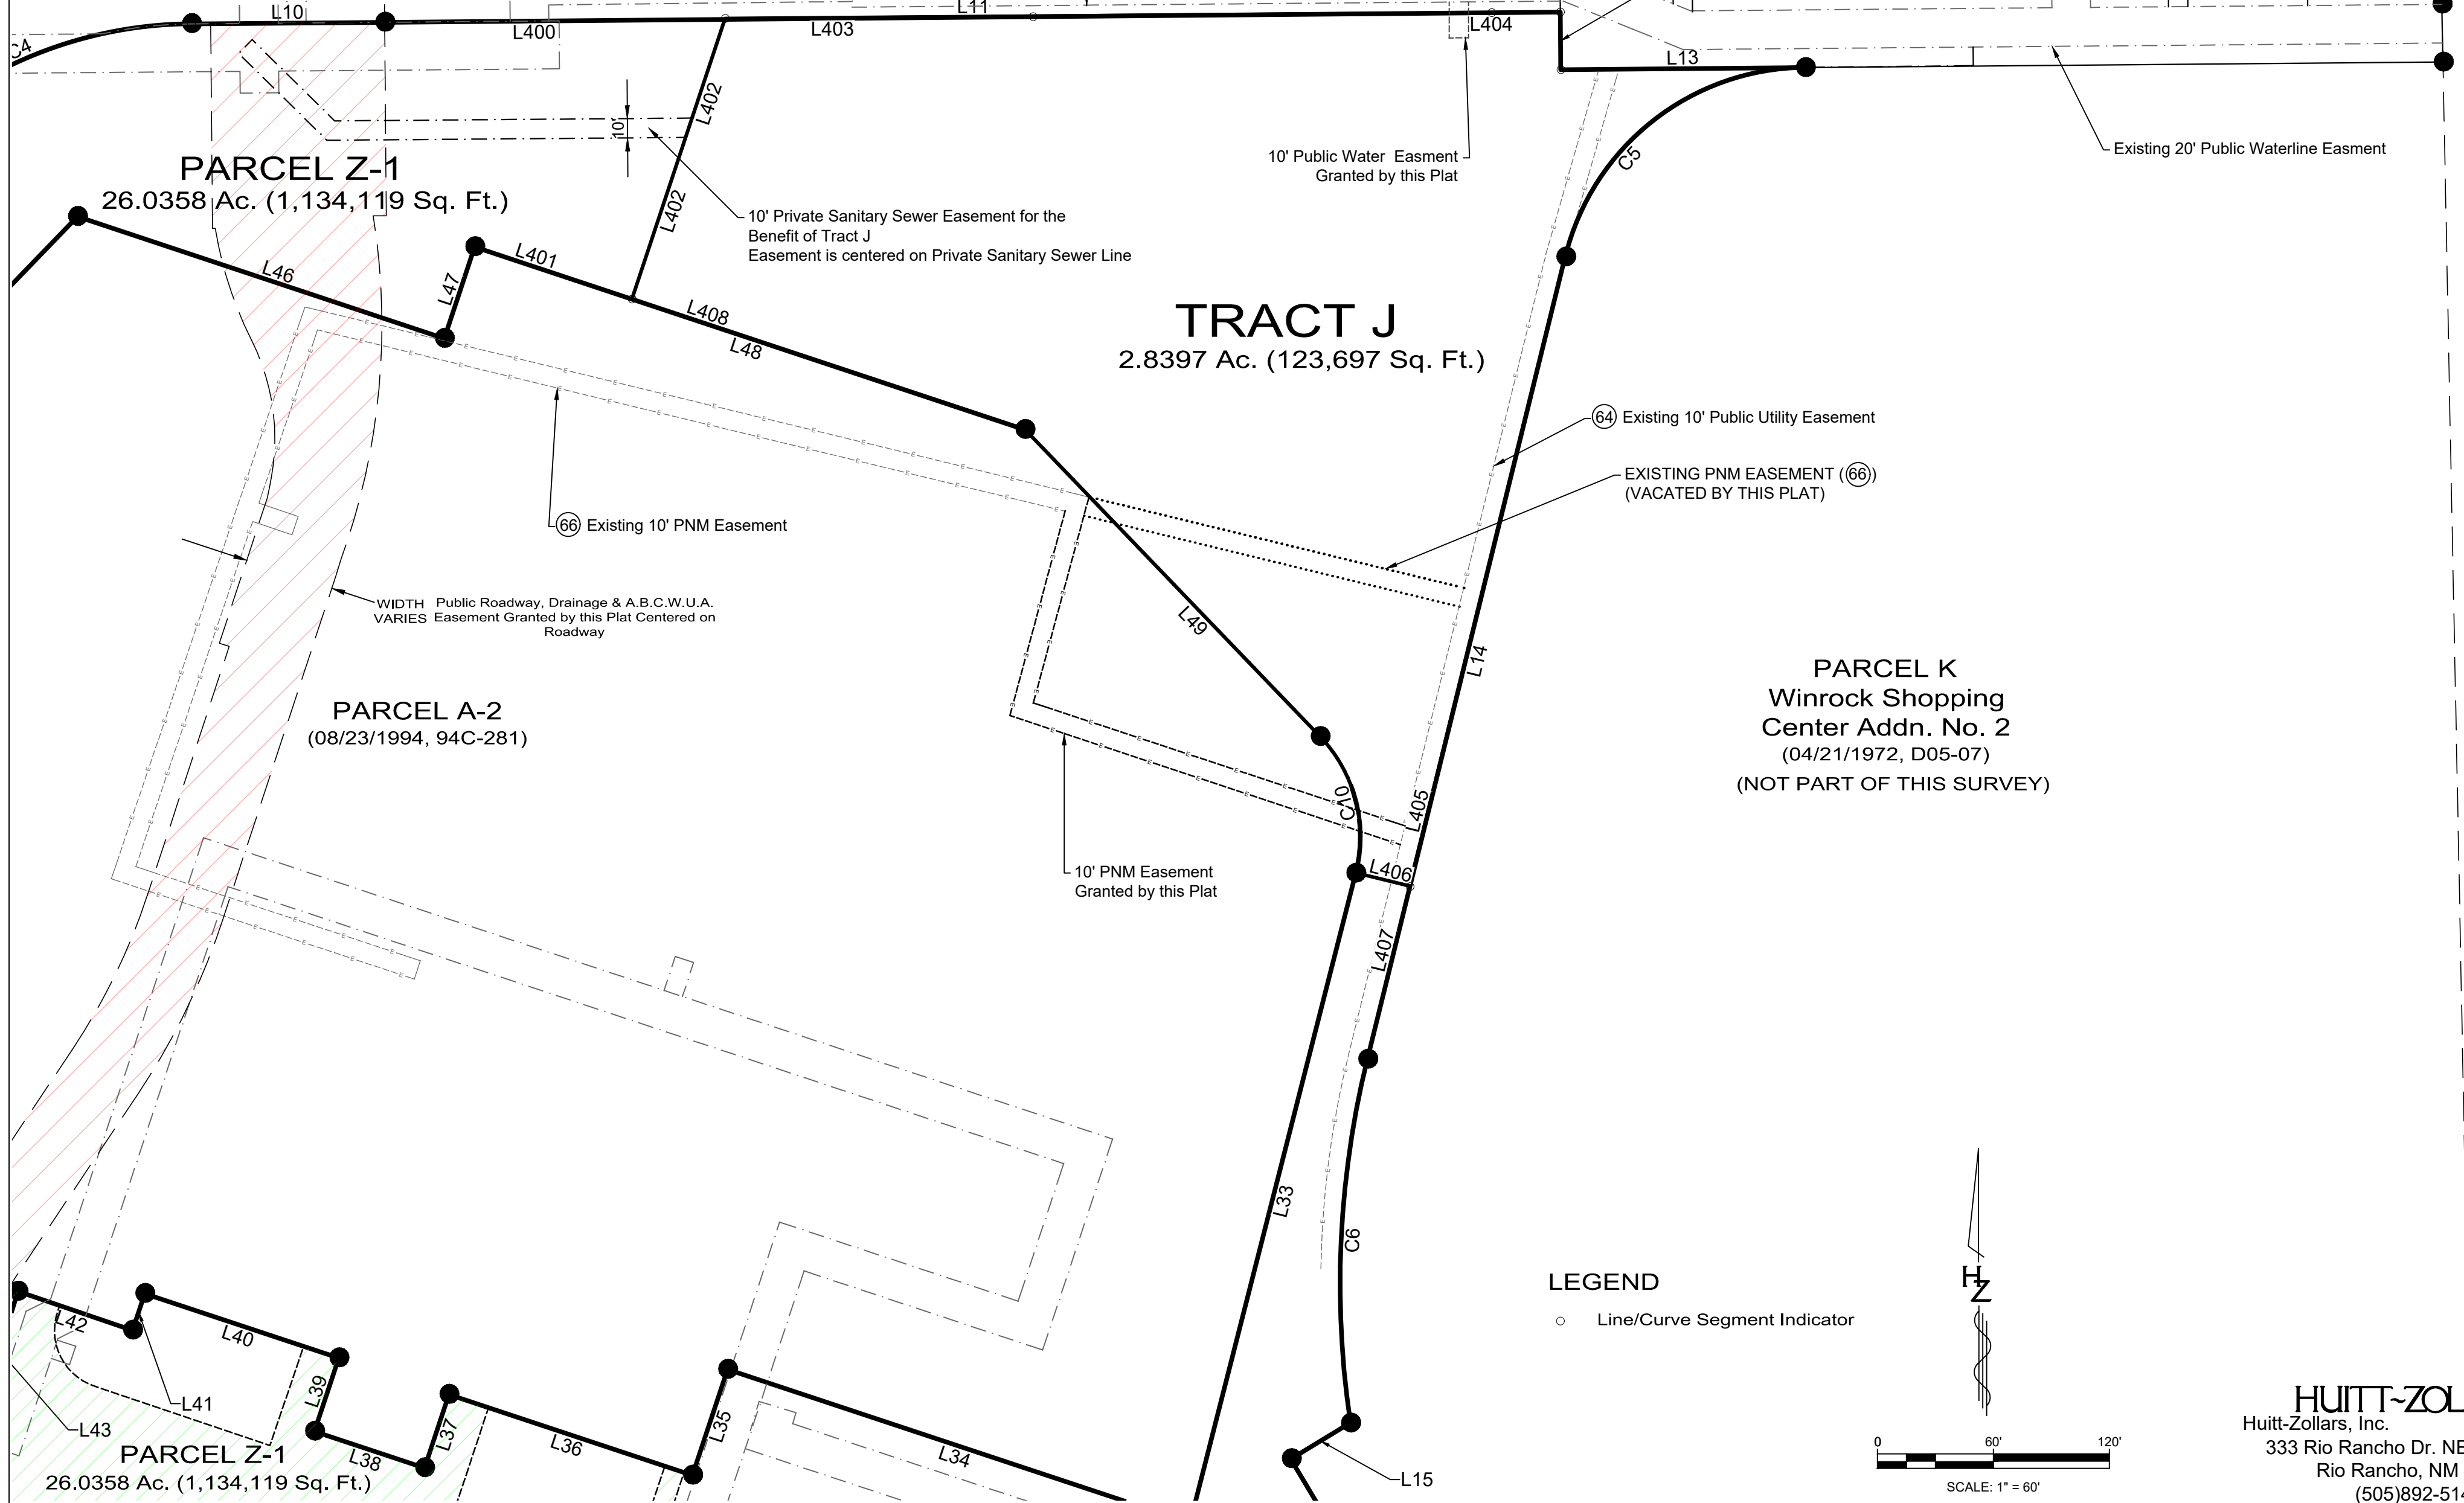 L10
L11
C4
L400
L403
L404
L13
L402
10'
C5
PARCEL Z-1
26.0358 Ac. (1,134,119 Sq. Ft.)
10' Public Water Easment
Granted by this Plat
Existing 20' Public Waterline Easment
L402
10' Private Sanitary Sewer Easement for the
Benefit of Tract J
Easement is centered on Private Sanitary Sewer Line
L46
L47
L401
L408
L48
TRACT J
2.8397 Ac. (123,697 Sq. Ft.)
64 Existing 10' Public Utility Easement
EXISTING PNM EASEMENT (66)
(VACATED BY THIS PLAT)
66 Existing 10' PNM Easement
WIDTH
VARIES
Public Roadway, Drainage & A.B.C.W.U.A.
Easement Granted by this Plat Centered on
Roadway
L49
L14
PARCEL K
Winrock Shopping
Center Addn. No. 2
(04/21/1972, D05-07)
(NOT PART OF THIS SURVEY)
PARCEL A-2
(08/23/1994, 94C-281)
C10
L405
L406
10' PNM Easement
Granted by this Plat
L407
L33
C6
LEGEND
Line/Curve Segment Indicator
HZ
L42
L40
L41
L39
L43
L37
L38
L36
L35
L34
L15
PARCEL Z-1
26.0358 Ac. (1,134,119 Sq. Ft.)
0 60' 120'
SCALE: 1" = 60'
HUITT~ZOL
Huitt-Zollars, Inc.
333 Rio Rancho Dr. NE
Rio Rancho, NM
(505)892-514